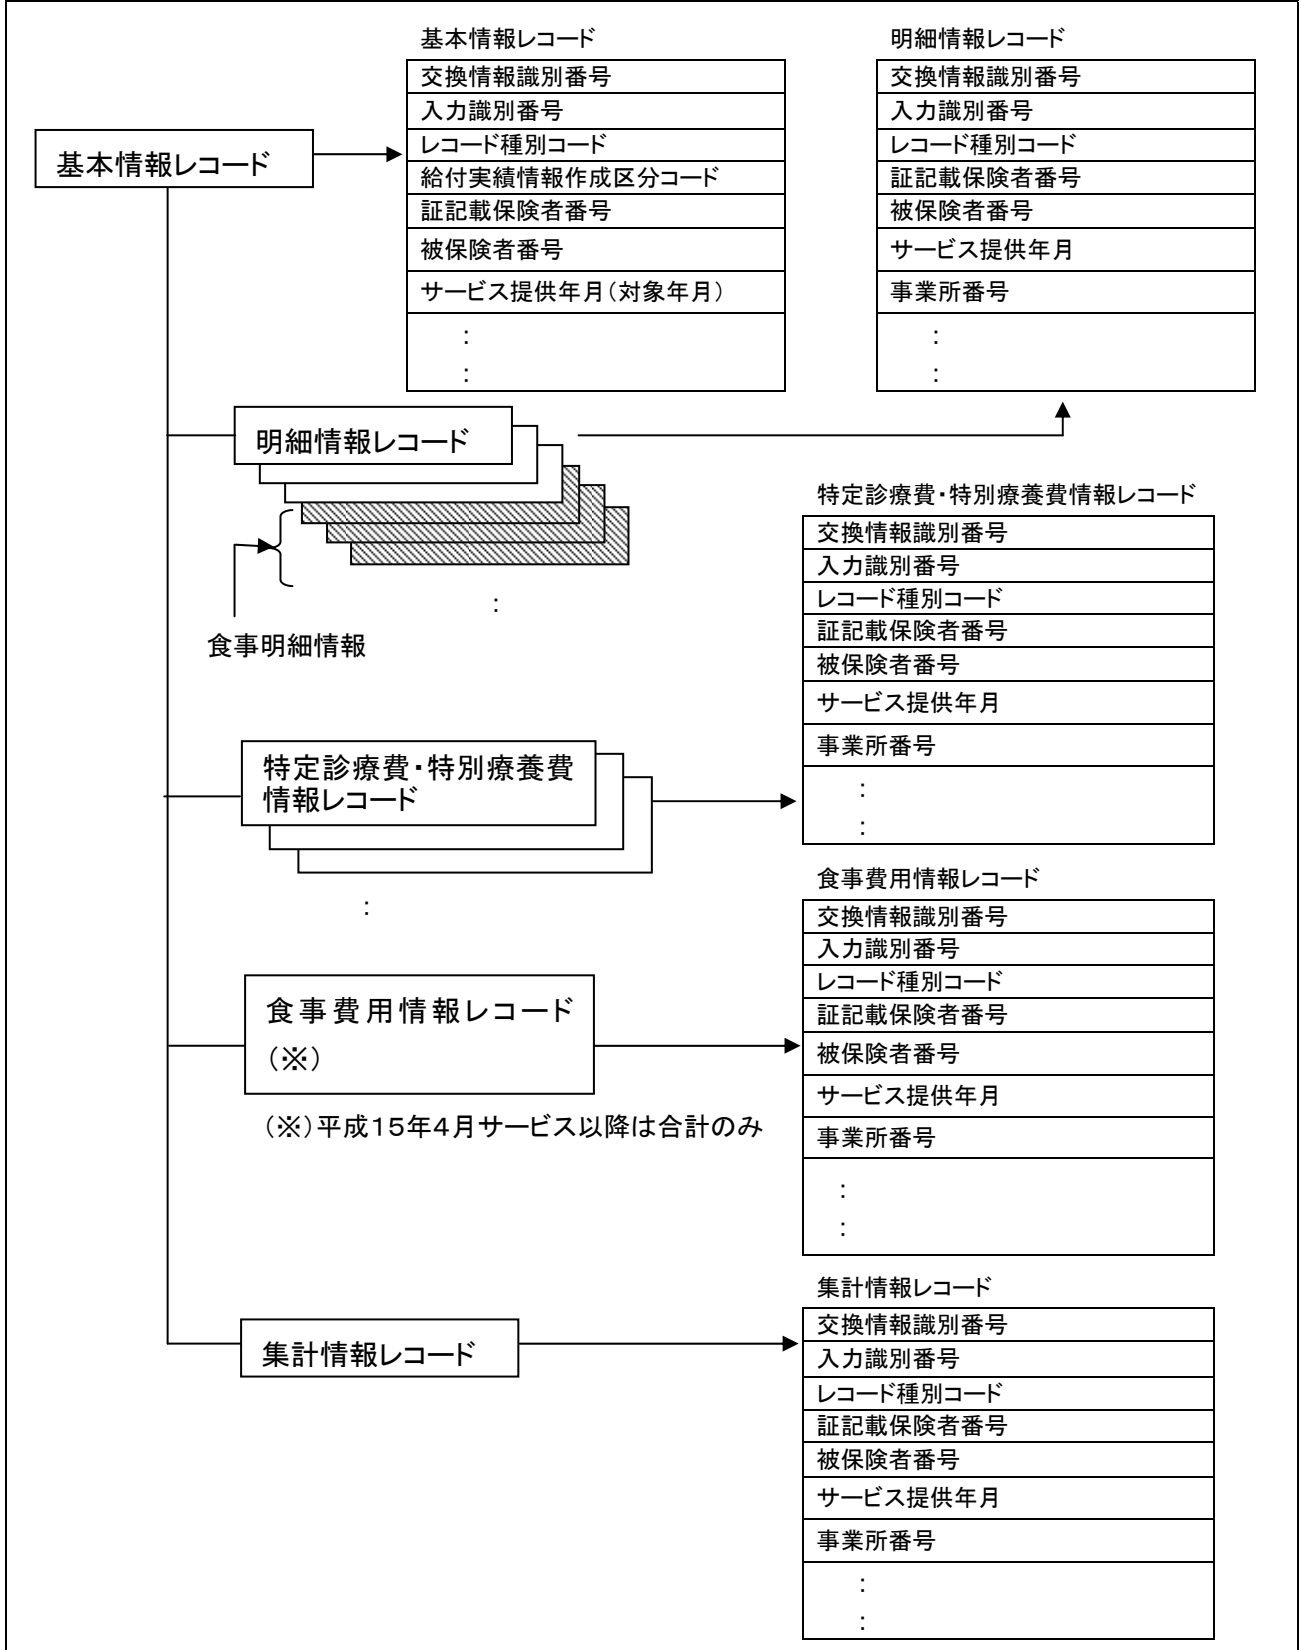 基本情報レコード
基本情報レコード
交換情報識別番号
入力識別番号
レコード種別コード
給付実績情報作成区分コード
証記載保険者番号
被保険者番号
サービス提供年月(対象年月)
:
:
明細情報レコード
交換情報識別番号
入力識別番号
レコード種別コード
証記載保険者番号
被保険者番号
サービス提供年月
事業所番号
:
:
明細情報レコード
:
食事明細情報
特定診療費・特別療養費情報レコード
交換情報識別番号
入力識別番号
レコード種別コード
証記載保険者番号
被保険者番号
サービス提供年月
事業所番号
:
:
特定診療費・特別療養費
情報レコード
:
食事費用情報レコード
交換情報識別番号
入力識別番号
レコード種別コード
証記載保険者番号
被保険者番号
サービス提供年月
事業所番号
:
:
食事費用情報レコード
(※)
(※)平成15年4月サービス以降は合計のみ
集計情報レコード
交換情報識別番号
入力識別番号
レコード種別コード
証記載保険者番号
被保険者番号
サービス提供年月
事業所番号
:
:
集計情報レコード